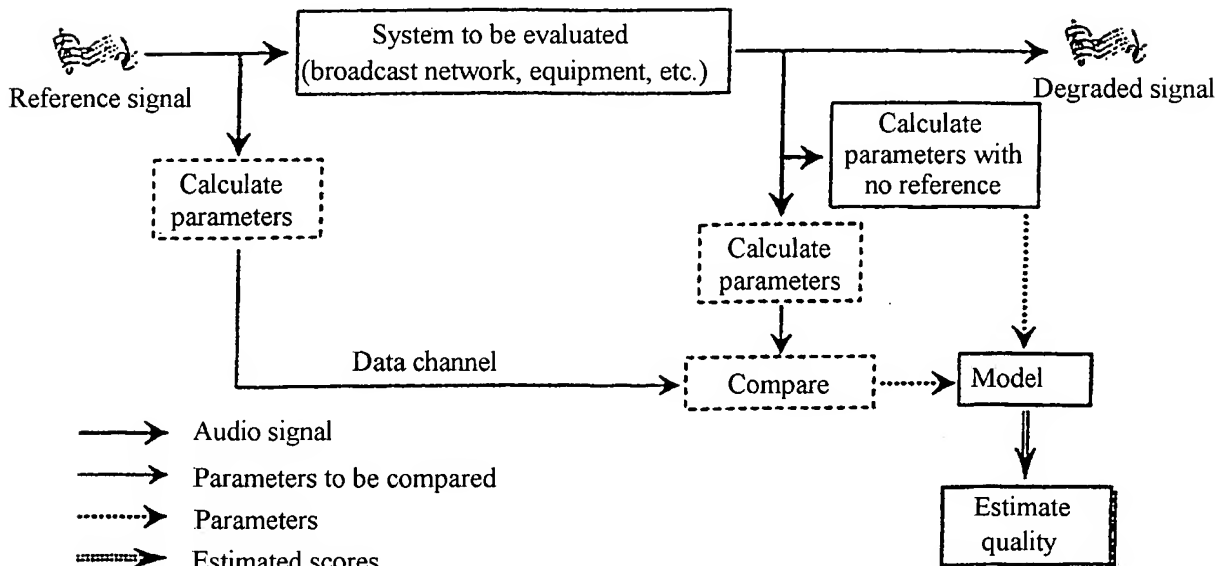 System to be evaluated
(broadcast network, equipment, etc.)
Reference signal
Degraded signal
Calculate
parameters with
no reference
Calculate
parameters
Calculate
parameters
Data channel
Compare
Model
Audio signal
Parameters to be compared
Parameters
Estimated scores
Estimate
quality